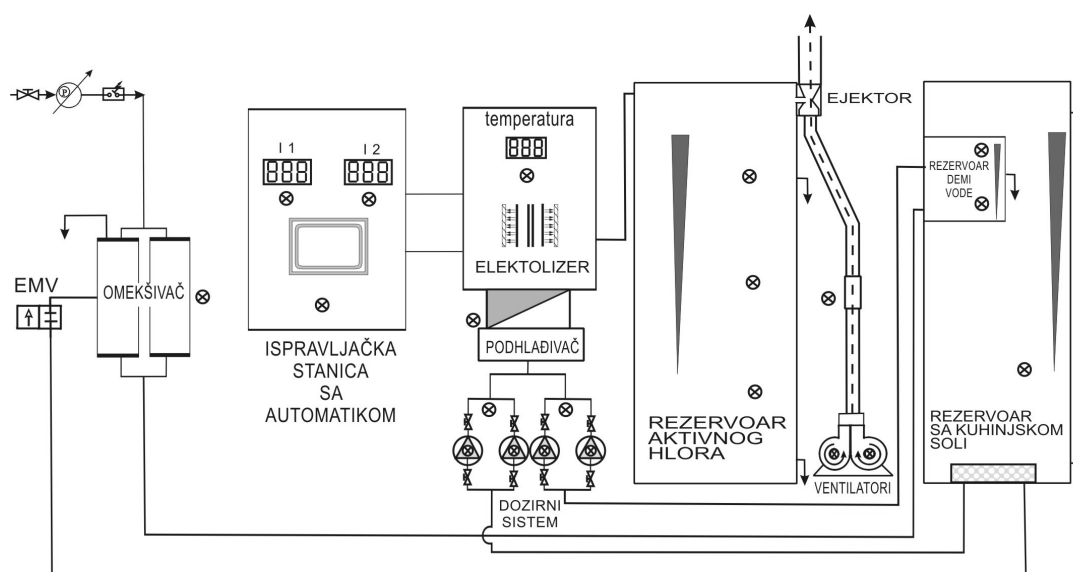 P
EMV
OMEKŠIVAČ
I 1
I 2
888
888
ISPRAVLJAČKA
STANICA
SA
AUTOMATIKOM
temperatura
888
ELEKTOLIZER
PODHLAĐIVAČ
DOZIRNI
SISTEM
REZERVOAR
AKTIVNOG
HLORA
EJEKTOR
VENTILATORI
REZERVOAR
DEMI
VODE
REZERVOAR
SA KUHINJSKOM
SOLI